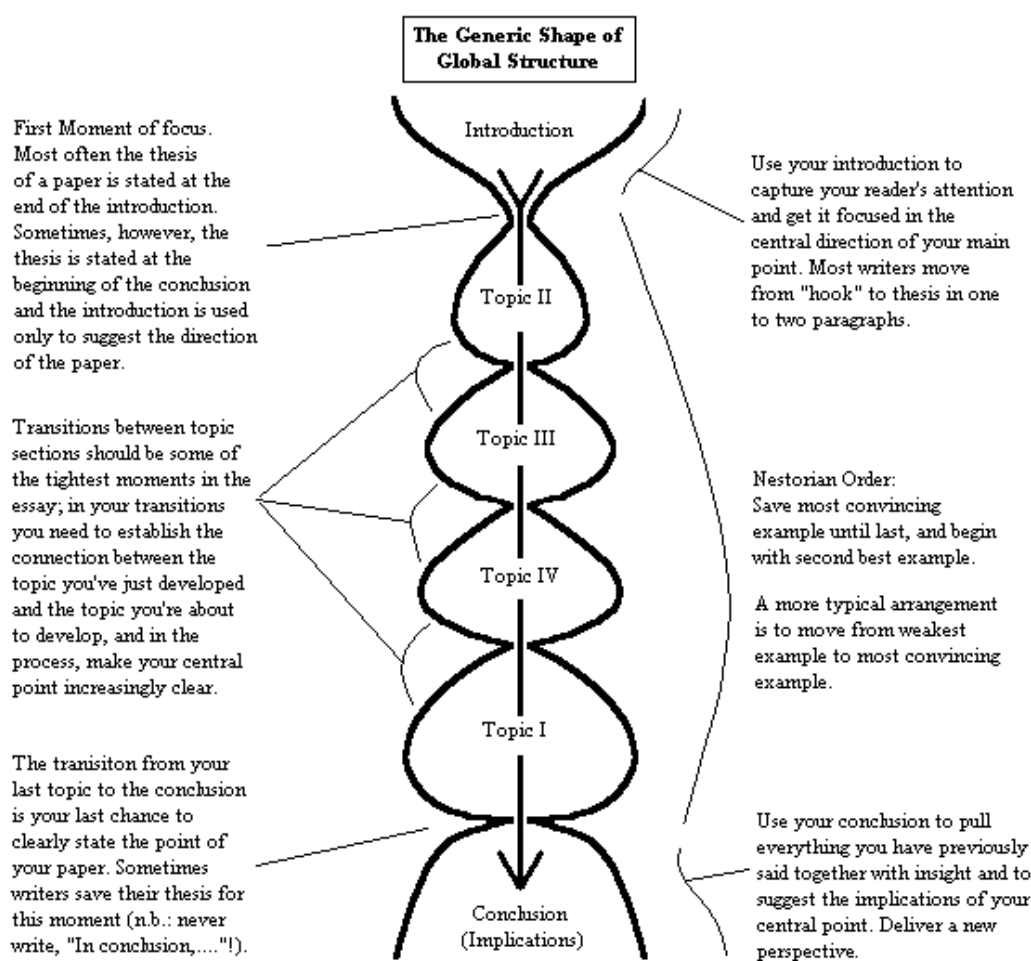 The Generic Shape of
Global Structure
First Moment of focus.
Most often the thesis
of a paper is stated at the
end of the introduction.
Sometimes, however, the
thesis is stated at the
beginning of the conclusion
and the introduction is used
only to suggest the direction
of the paper.
Transitions between topic
sections should be some of
the tightest moments in the
essay; in your transitions
you need to establish the
connection between the
topic you've just developed
and the topic you're about
to develop, and in the
process, make your central
point increasingly clear.
The transiton from your
last topic to the conclusion
is your last chance to
clearly state the point of
your paper. Sometimes
writers save their thesis for
this moment (n.b.: never
write, "In conclusion,...."!).
Introduction
Topic II
Topic III
Topic IV
Topic I
Conclusion
(Implications)
Use your introduction to
capture your reader's attention
and get it focused in the
central direction of your main
point. Most writers move
from "hook" to thesis in one
to two paragraphs.
Nestorian Order:
Save most convincing
example until last, and begin
with second best example.
A more typical arrangement
is to move from weakest
example to most convincing
example.
Use your conclusion to pull
everything you have previously
said together with insight and to
suggest the implications of your
central point. Deliver a new
perspective.